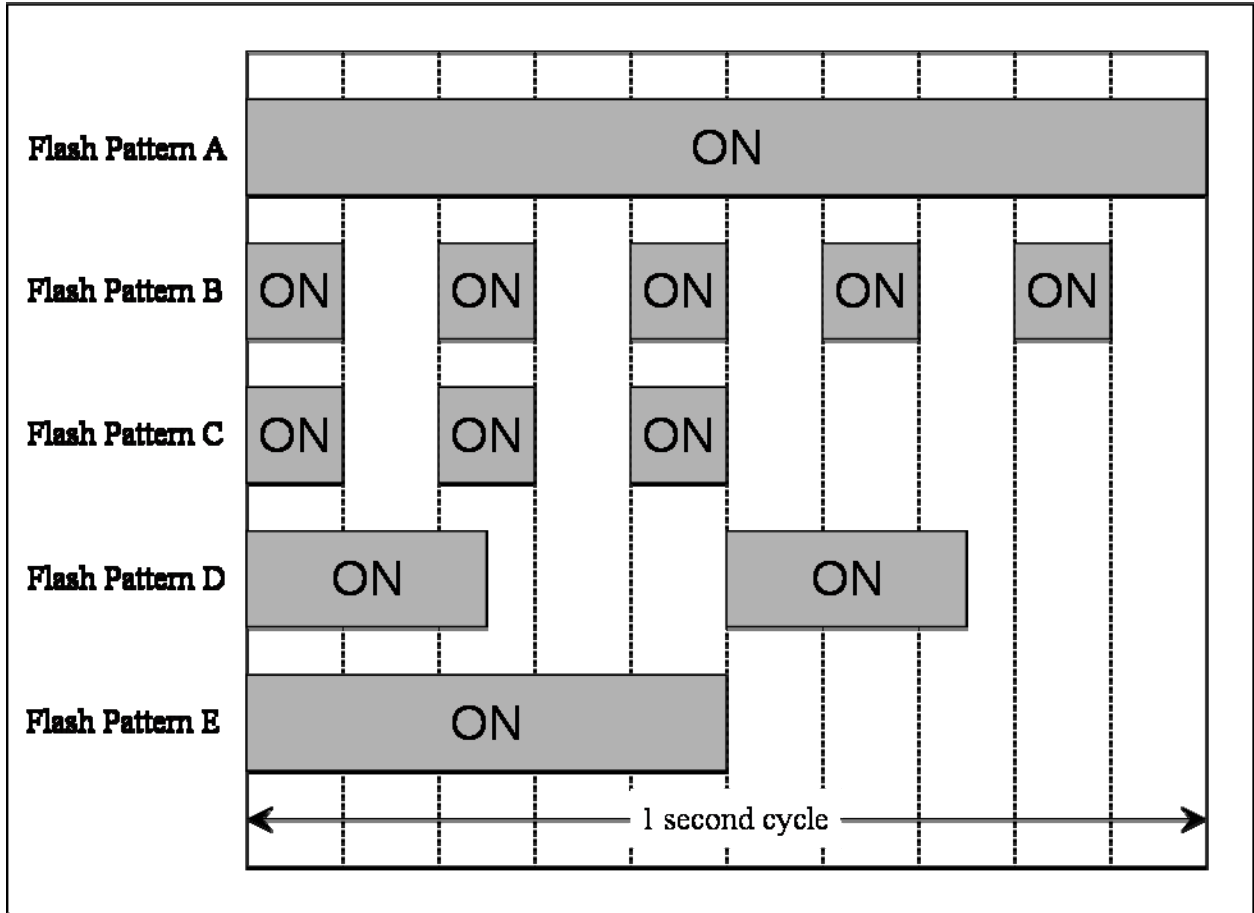 Flash Pattern A
ON
Flash Pattern B
ON ON ON ON ON
Flash Pattern C
ON ON ON
Flash Pattern D
ON ON
Flash Pattern E
ON
1 second cycle